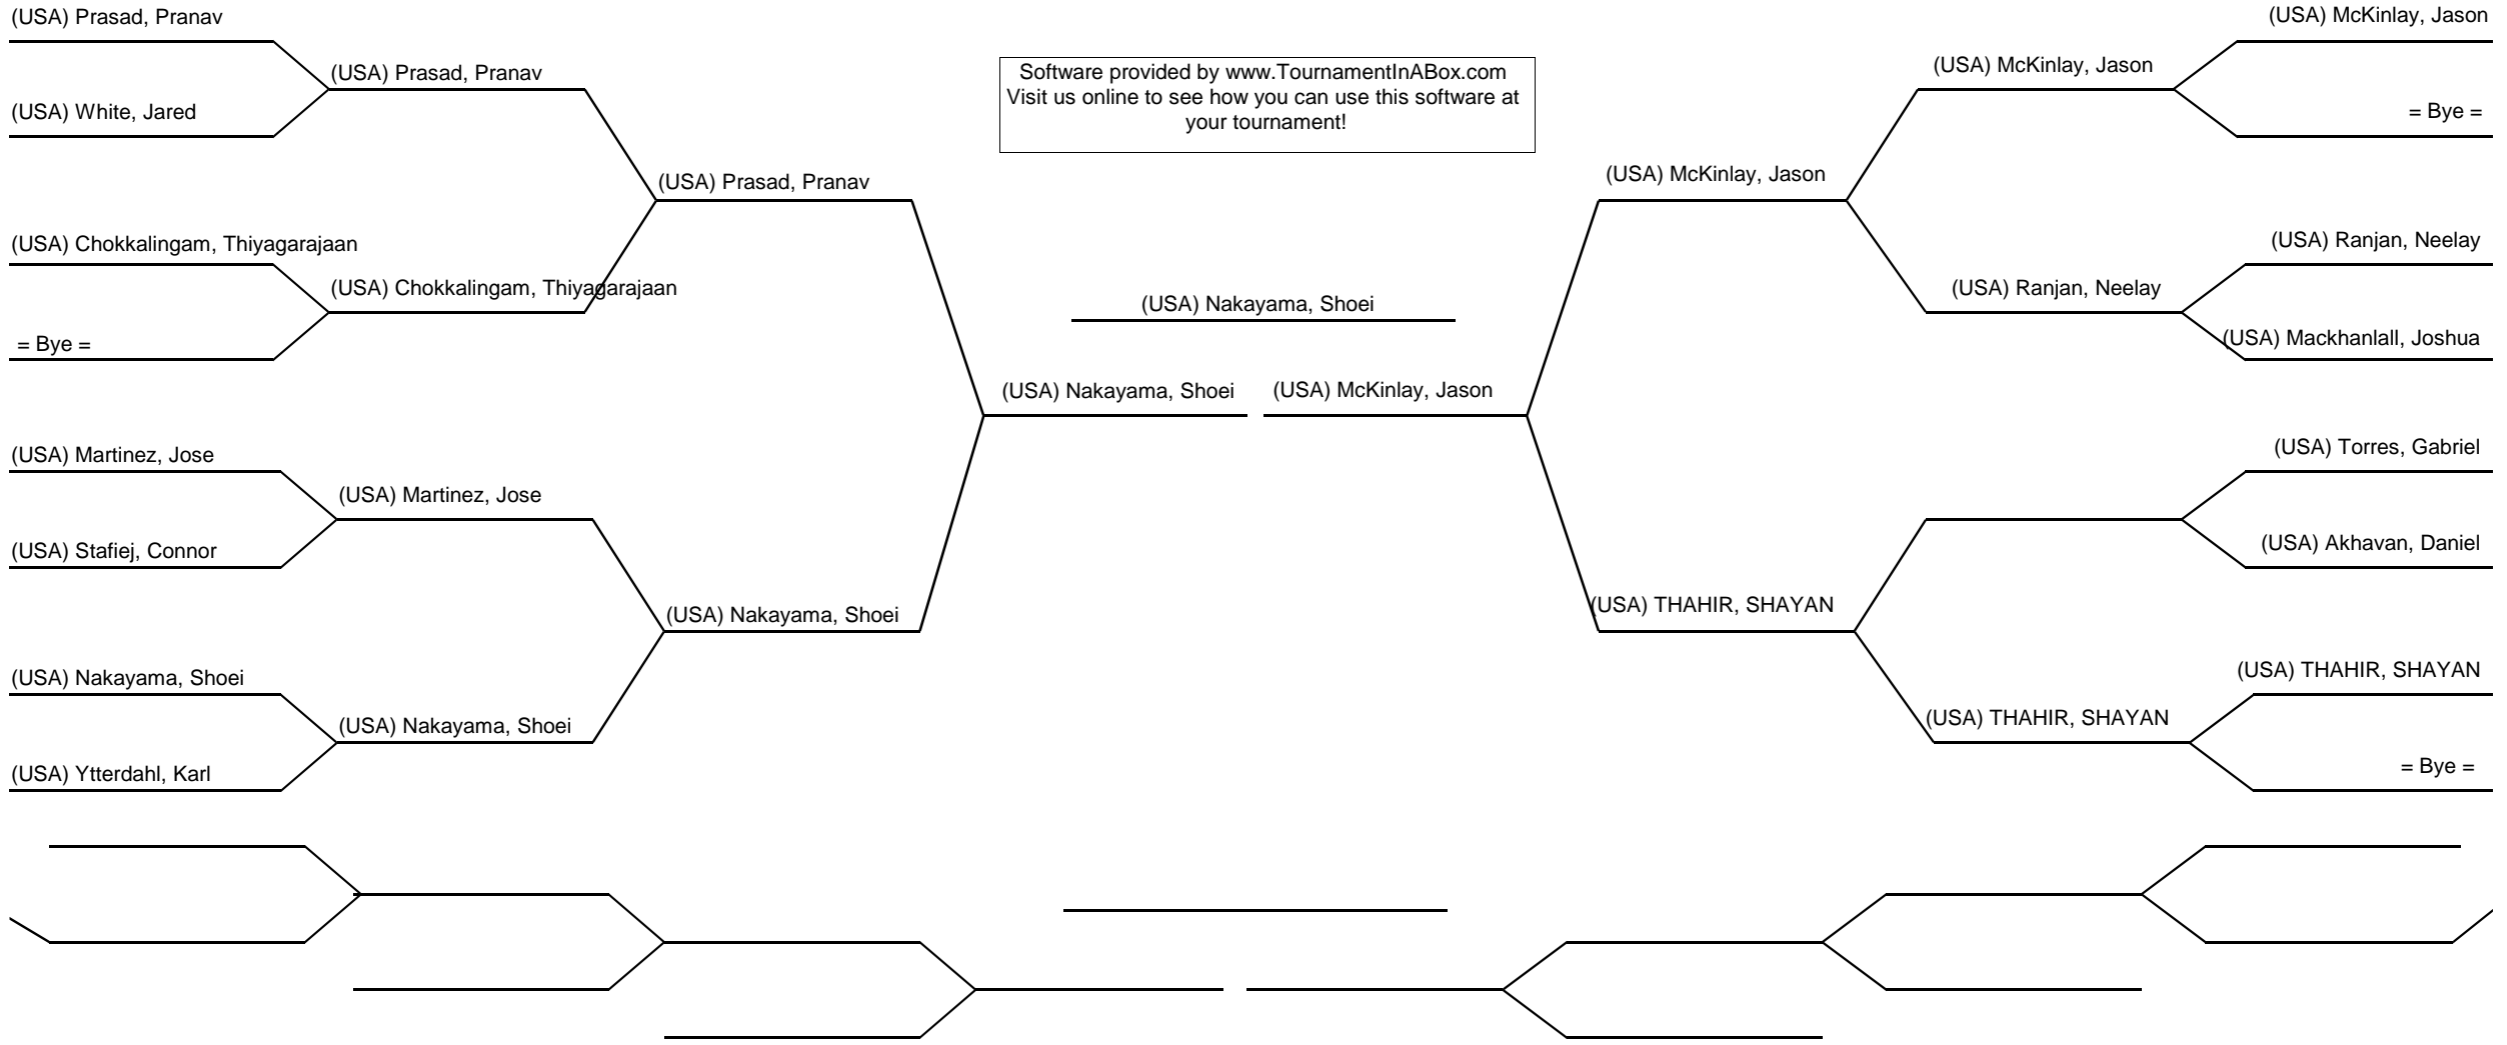 (USA) Prasad, Pranav
(USA) White, Jared
(USA) Chokkalingam, Thiyagarajaan
= Bye =
(USA) Martinez, Jose
(USA) Stafiej, Connor
(USA) Nakayama, Shoei
(USA) Ytterdahl, Karl
(USA) Prasad, Pranav
(USA) Chokkalingam, Thiyagarajaan
(USA) Martinez, Jose
(USA) Nakayama, Shoei
(USA) Prasad, Pranav
(USA) Nakayama, Shoei
Software provided by www.TournamentInABox.com
Visit us online to see how you can use this software at
your tournament!
(USA) Nakayama, Shoei
(USA) Nakayama, Shoei
(USA) McKinlay, Jason
(USA) McKinlay, Jason
(USA) THAHIR, SHAYAN
(USA) McKinlay, Jason
(USA) Ranjan, Neelay
(USA) THAHIR, SHAYAN
(USA) McKinlay, Jason
= Bye =
(USA) Ranjan, Neelay
(USA) Mackhanlall, Joshua
(USA) Torres, Gabriel
(USA) Akhavan, Daniel
(USA) THAHIR, SHAYAN
= Bye =